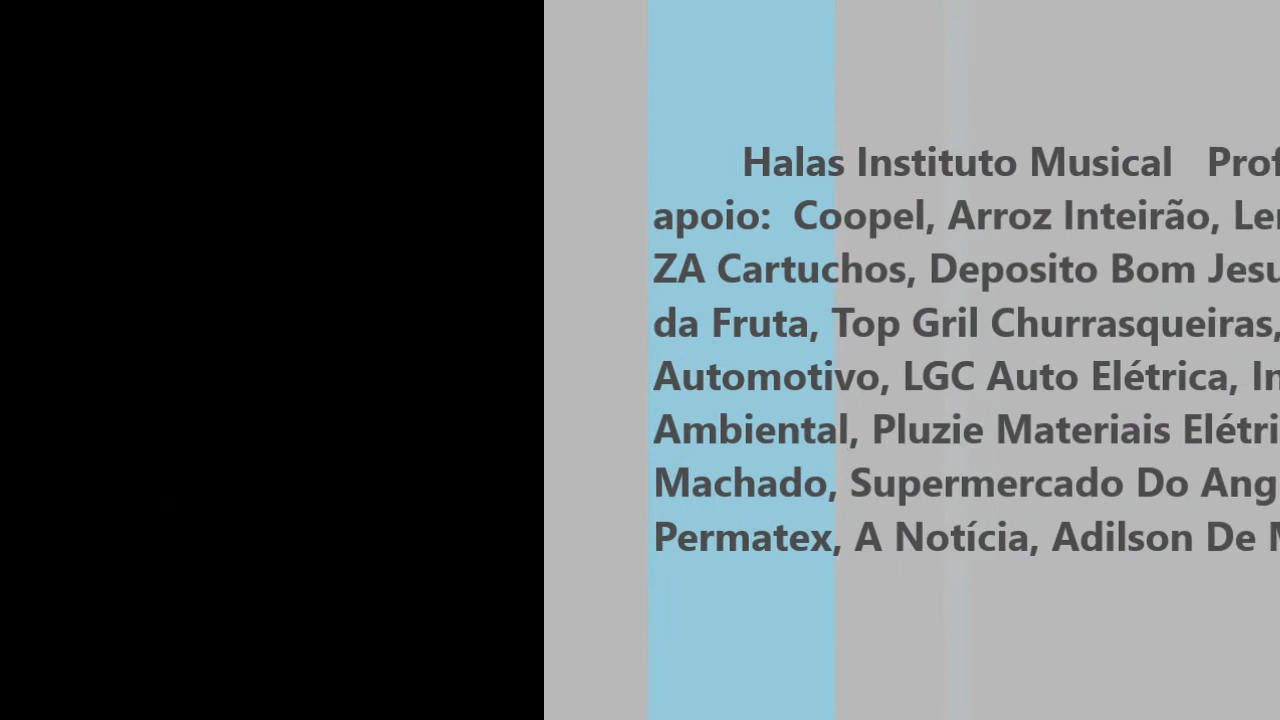 Halas Instituto Musical
apoio: Coopel, Arroz Inteirão,
ZA Cartuchos, Deposito Bom
da Fruta, Top Gril Churrasqueiras,
Automotivo, LGC Auto Elétrica,
Ambiental, Pluzie Materiais
Machado, Supermercado Do
Permatex, A Notícia, Adilson De